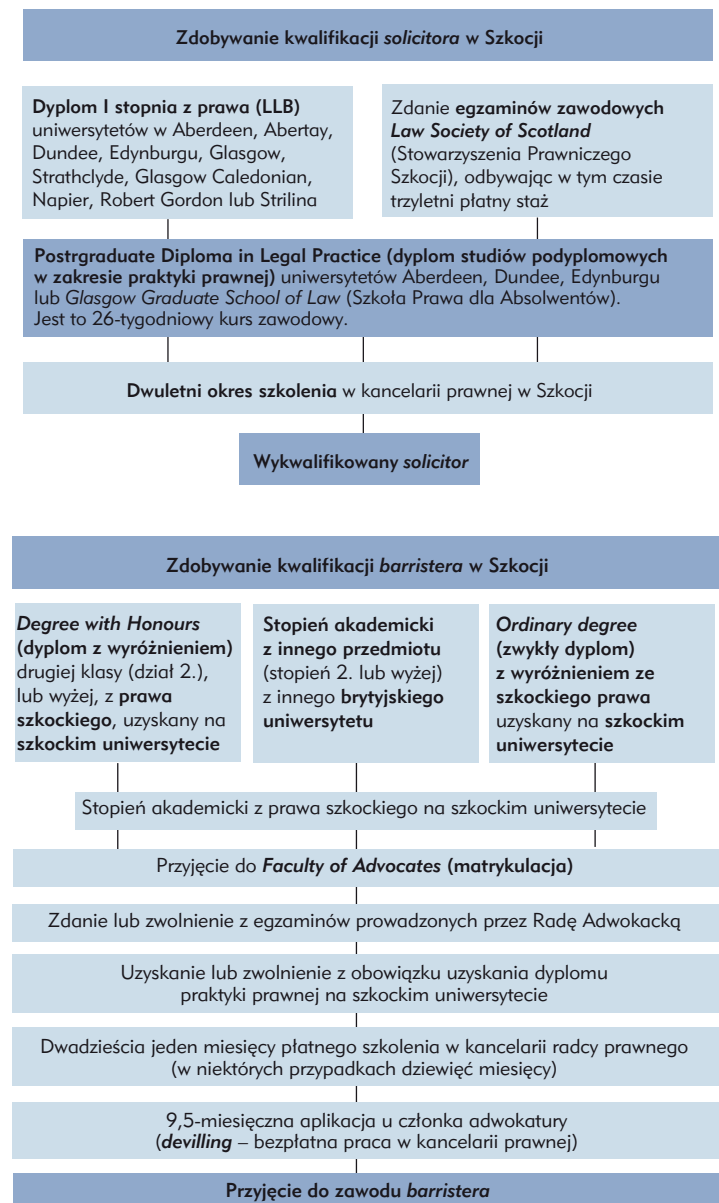 Zdobywanie kwalifikacji solicitora w Szkocji
Dyplom I stopnia z prawa (LLB)
uniwersytetów w Aberdeen, Abertay,
Dundee, Edynburgu, Glasgow,
Strathclyde, Glasgow Caledonian,
Napier, Robert Gordon lub Strilina
Zdanie egzaminów zawodowych
Law Society of Scotland
(Stowarzyszenia Prawniczego
Szkocji), odbywając w tym czasie
trzyletni płatny staż
Postrgraduate Diploma in Legal Practice (dyplom studiów podyplomowych
w zakresie praktyki prawnej) uniwersytetów Aberdeen, Dundee, Edynburgu
lub Glasgow Graduate School of Law (Szkoła Prawa dla Absolwentów).
Jest to 26-tygodniowy kurs zawodowy.
Dwuletni okres szkolenia w kancelarii prawnej w Szkocji
Wykwalifikowany solicitor
Zdobywanie kwalifikacji barristera w Szkocji
Degree with Honours
(dyplom z wyróżnieniem)
drugiej klasy (dział 2.),
lub wyżej, z prawa
szkockiego, uzyskany na
szkockim uniwersytecie
Stopień akademicki
z innego przedmiotu
(stopień 2. lub wyżej)
z innego brytyjskiego
uniwersytetu
Ordinary degree
(zwykły dyplom)
z wyróżnieniem ze
szkockiego prawa
uzyskany na szkockim
uniwersytecie
Stopień akademicki z prawa szkockiego na szkockim uniwersytecie
Przyjęcie do Faculty of Advocates (matrykulacja)
Zdanie lub zwolnienie z egzaminów prowadzonych przez Radę Adwokacką
Uzyskanie lub zwolnienie z obowiązku uzyskania dyplomu
praktyki prawnej na szkockim uniwersytecie
Dwadzieścia jeden miesięcy płatnego szkolenia w kancelarii radcy prawnego
(w niektórych przypadkach dziewięć miesięcy)
9,5-miesięczna aplikacja u członka adwokatury
(devilling – bezpłatna praca w kancelarii prawnej)
Przyjęcie do zawodu barristera